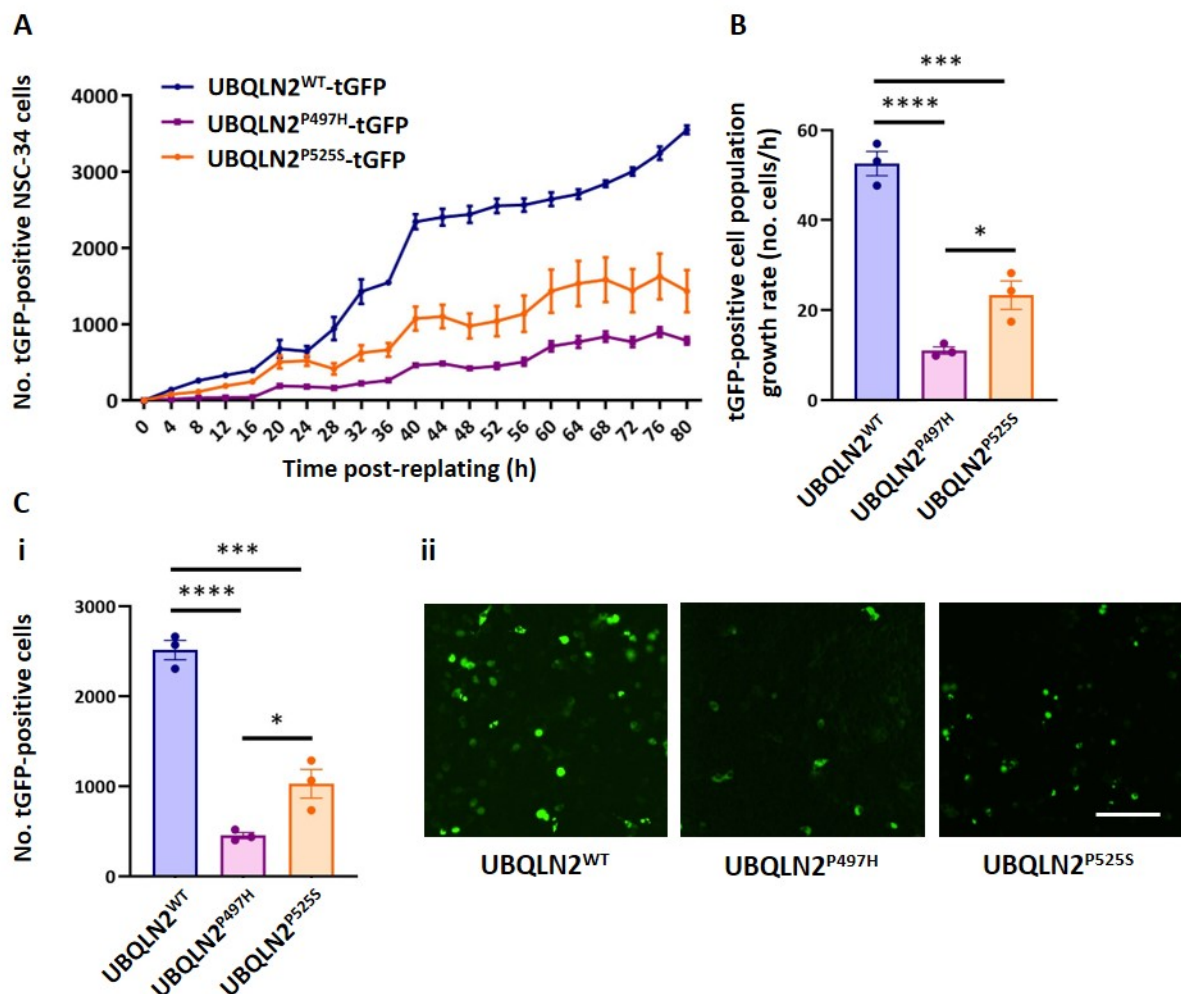 A
B
UBQLN2WT-tGFP
UBQLN2P497H-tGFP
UBQLN2P525S-tGFP
No. tGFP-positive NSC-34 cells
4000
3000
2000
1000
0
0 4 8 12 16 20 24 28 32 36 40 44 48 52 56 60 64 68 72 76 80
Time post-replating (h)
tGFP-positive cell population
growth rate (no. cells/h)
***
****
*
60
40
20
0
UBQLN2WT
UBQLN2P497H
UBQLN2P525S
C
i
No. tGFP-positive cells
***
****
*
3000
2000
1000
0
UBQLN2WT
UBQLN2P497H
UBQLN2P525S
ii
UBQLN2WT
UBQLN2P497H
UBQLN2P525S